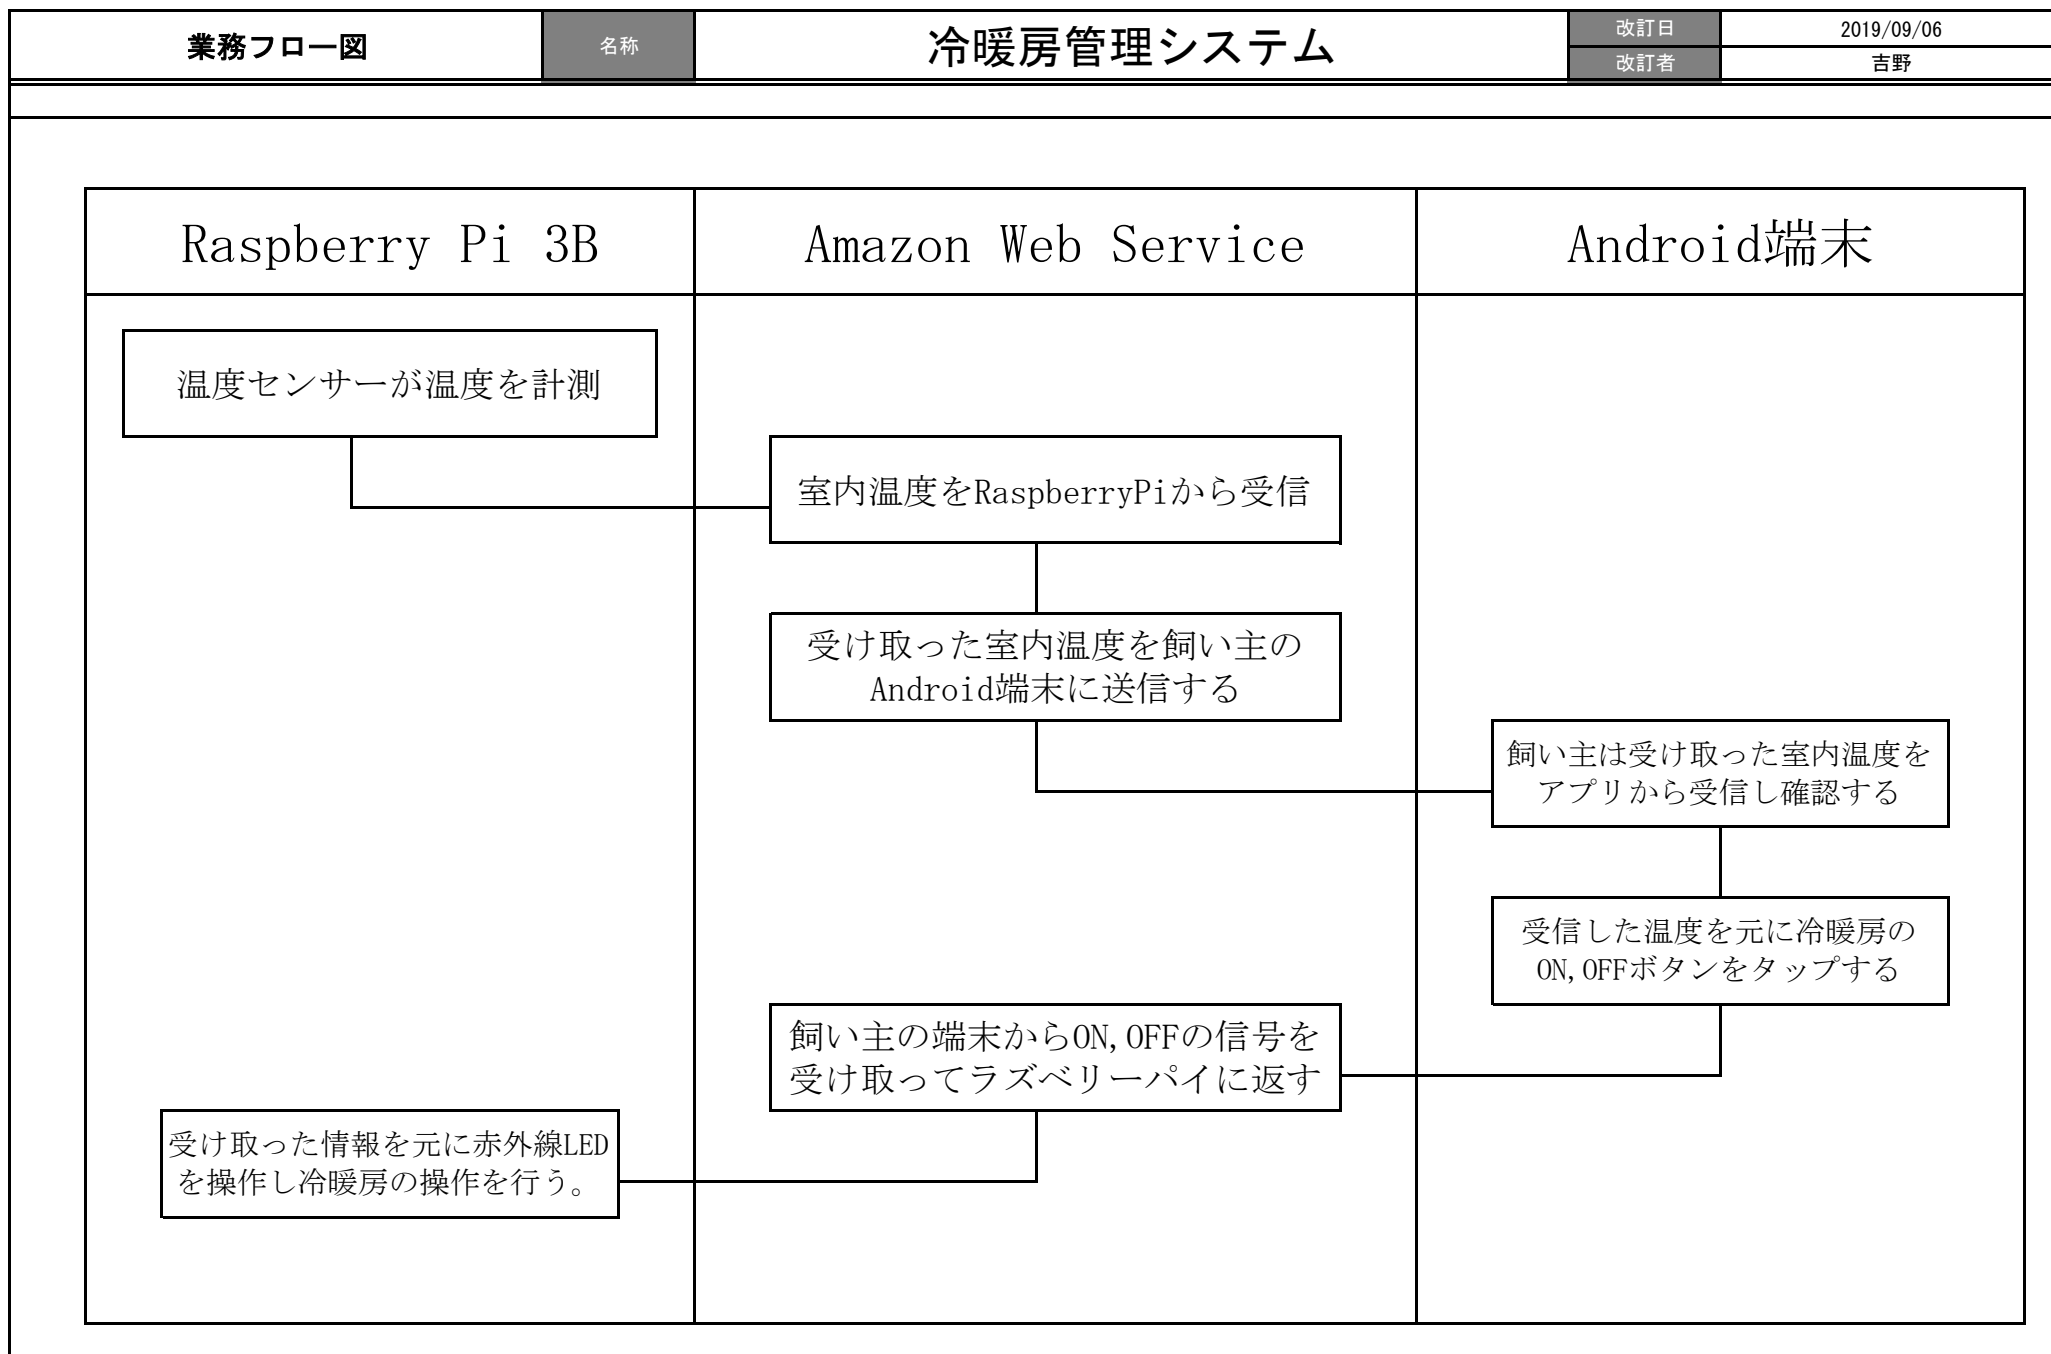 業務フロー図
名称
冷暖房管理システム
改訂日
2019/09/06
改訂者
吉野
Raspberry Pi 3B
Amazon Web Service
Android端末
温度センサーが温度を計測
室内温度をRaspberryPiから受信
受け取った室内温度を飼い主の
Android端末に送信する
飼い主は受け取った室内温度を
アプリから受信し確認する
受信した温度を元に冷暖房の
ON,OFFボタンをタップする
飼い主の端末からON,OFFの信号を
受け取ってラズベリーパイに返す
受け取った情報を元に赤外線LED
を操作し冷暖房の操作を行う。